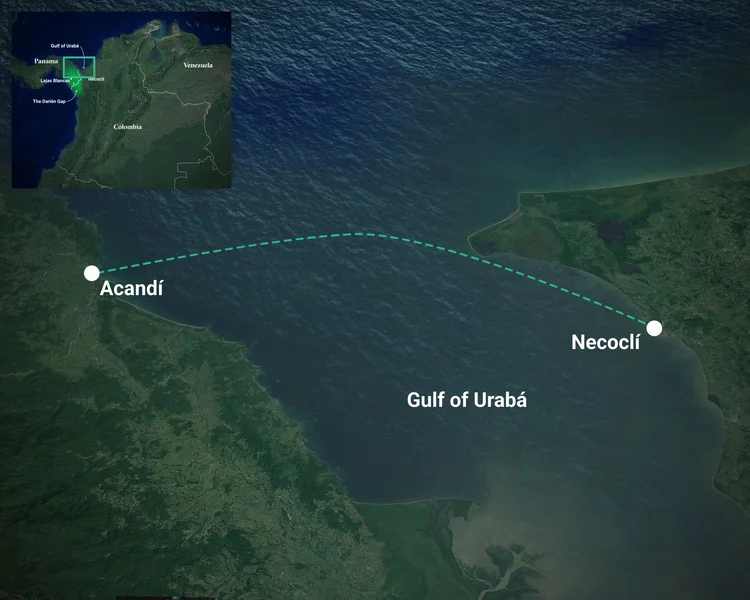 Gulf of Urabá
Panama
Venezuela
Lajas Blancas
Necoclí
The Darién Gap
Colombia
Acandí
Necoclí
Gulf of Urabá